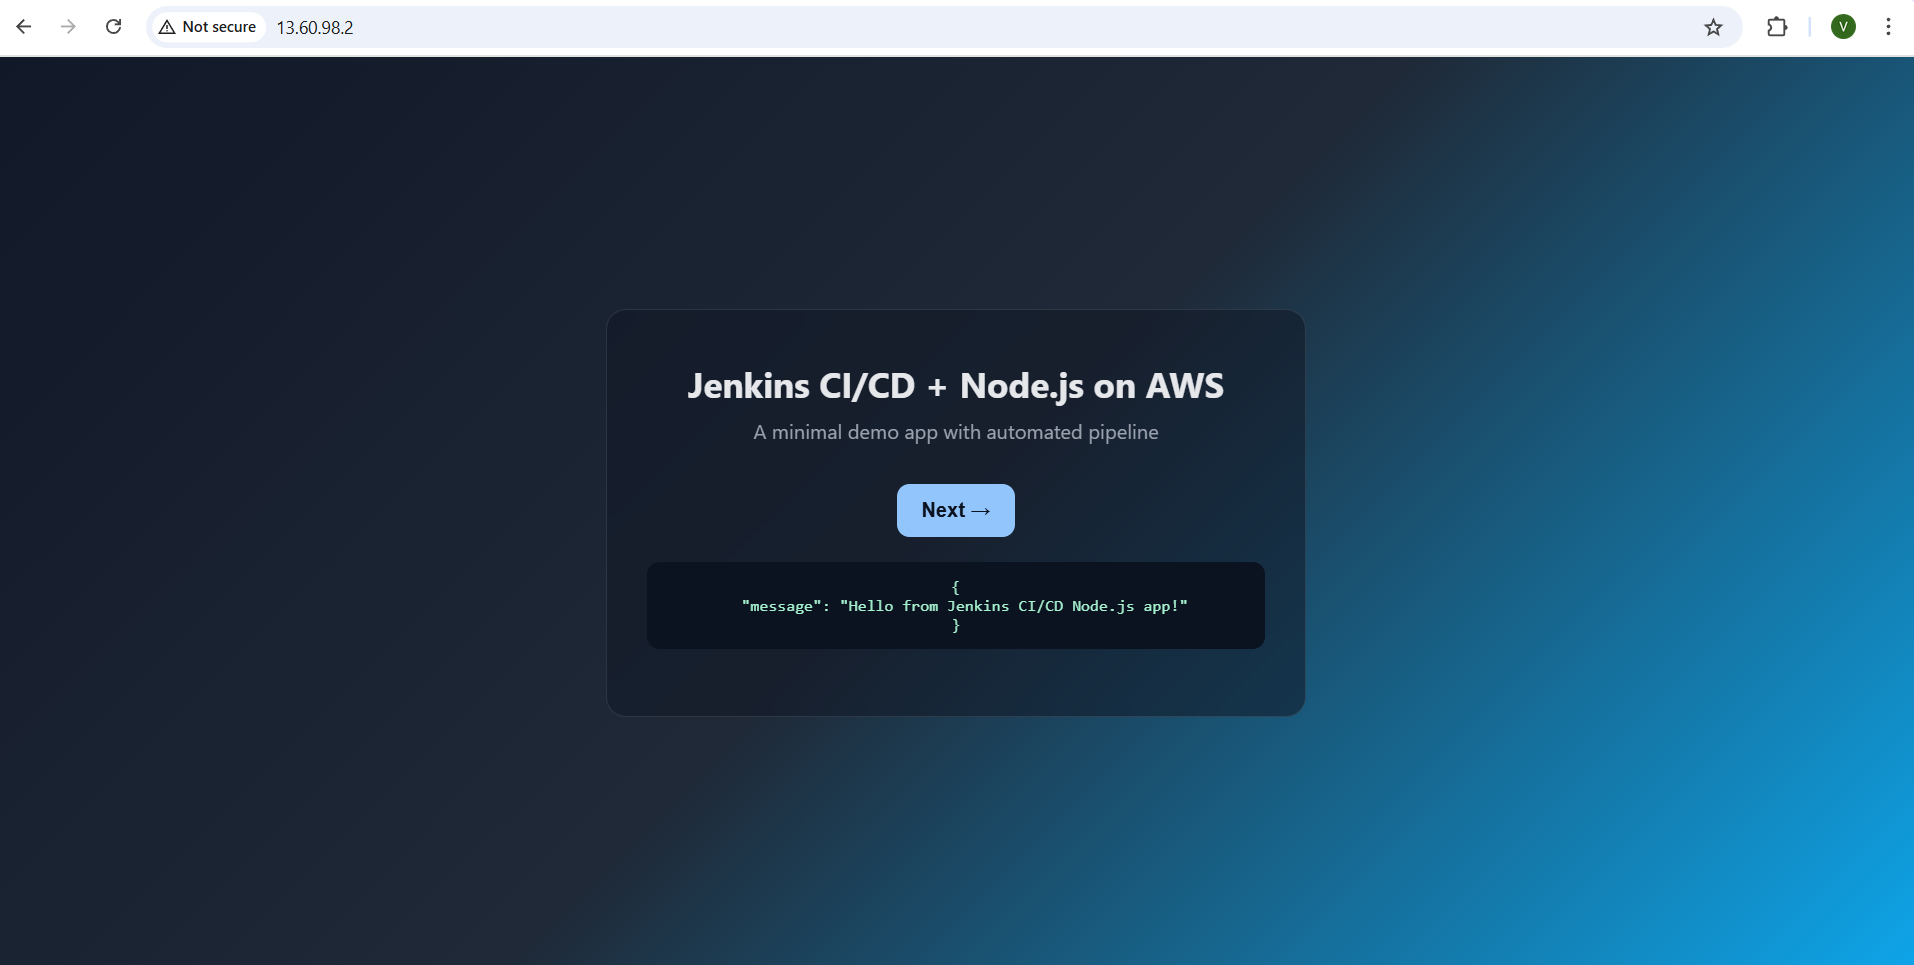 Not secure 13.60.98.2
V
Jenkins CI/CD + Node.js on AWS
A minimal demo app with automated pipeline
Next →
{
"message": "Hello from Jenkins CI/CD Node.js app!"
}